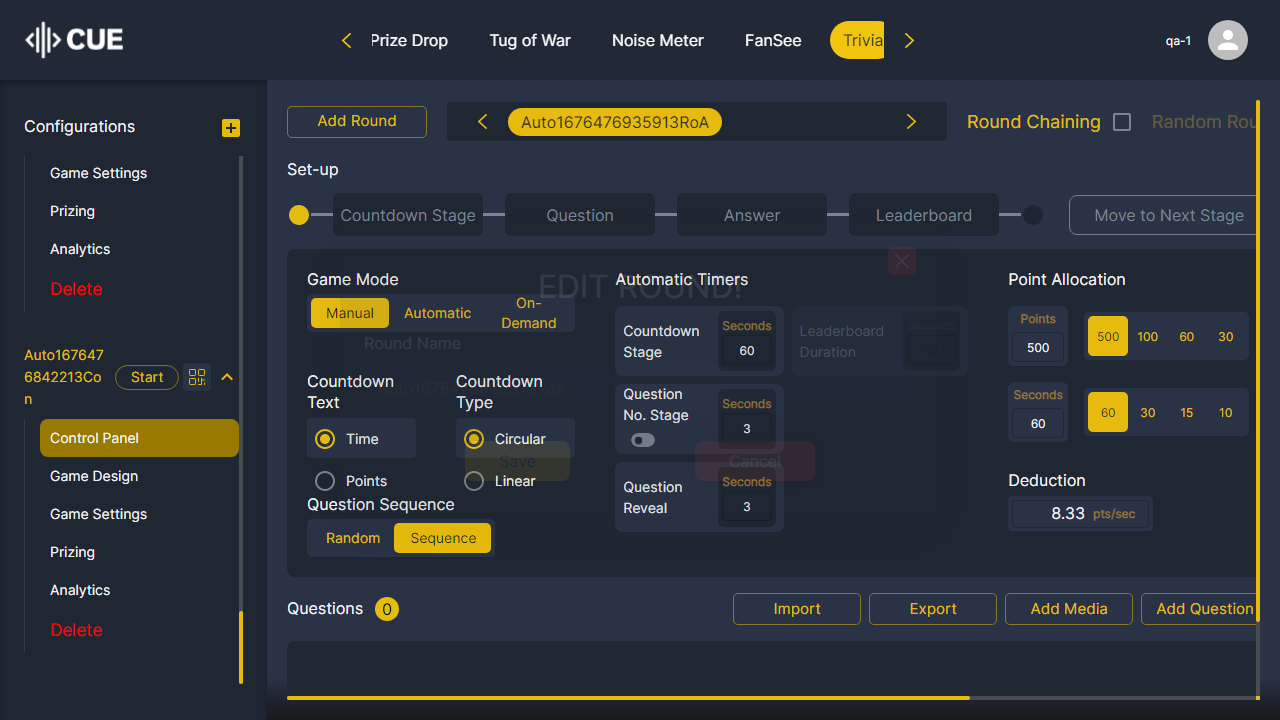 CUE
Prize Drop
Tug of War
Noise Meter
FanSee
Trivia
qa-1
Configurations
Game Settings
Prizing
Analytics
Delete
Auto167647
6842213Co
n
Start
Control Panel
Game Design
Game Settings
Prizing
Analytics
Delete
Add Round
Auto1676476935913RoA
Round Chaining
Random Rou
Set-up
Countdown Stage
Question
Answer
Leaderboard
Move to Next Stage
EDIT ROUND!
Round Name
Save
Cancel
Game Mode
Manual
Automatic
On-
Demand
Countdown
Text
Time
Points
Countdown
Type
Circular
Linear
Question Sequence
Random
Sequence
Automatic Timers
Countdown
Stage
Seconds
60
Leaderboard
Duration
Question
No. Stage
Seconds
3
Question
Reveal
Seconds
3
Point Allocation
Points
500
500
100
60
30
Seconds
60
60
30
15
10
Deduction
8.33 pts/sec
Questions 0
Import
Export
Add Media
Add Question